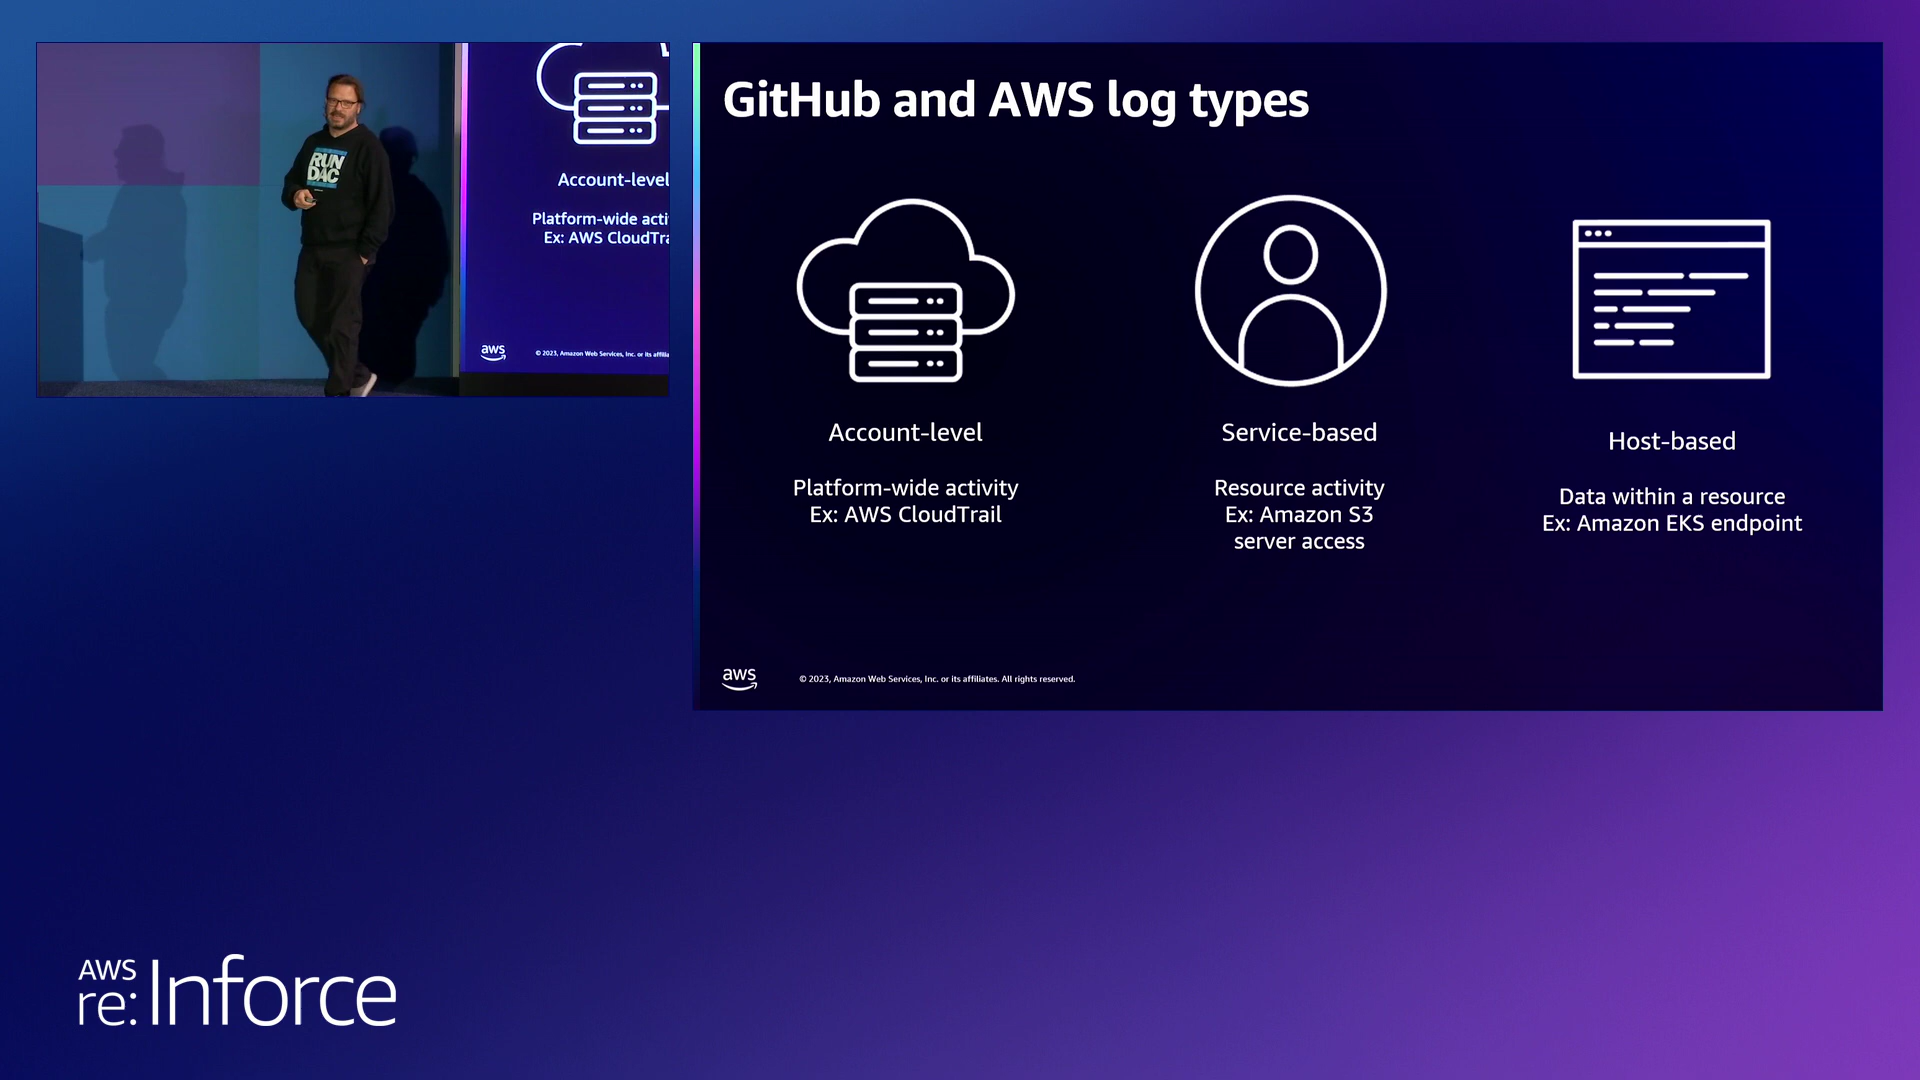 RUN
DAC
Account-level
Platform-wide acti
Ex: AWS CloudTra
aws
© 2023, Amazon Web Services, Inc. or its affilia
GitHub and AWS log types
Account-level
Platform-wide activity
Ex: AWS CloudTrail
Service-based
Resource activity
Ex: Amazon S3
server access
Host-based
Data within a resource
Ex: Amazon EKS endpoint
aws
© 2023, Amazon Web Services, Inc. or its affiliates. All rights reserved.
AWS
re:Inforce